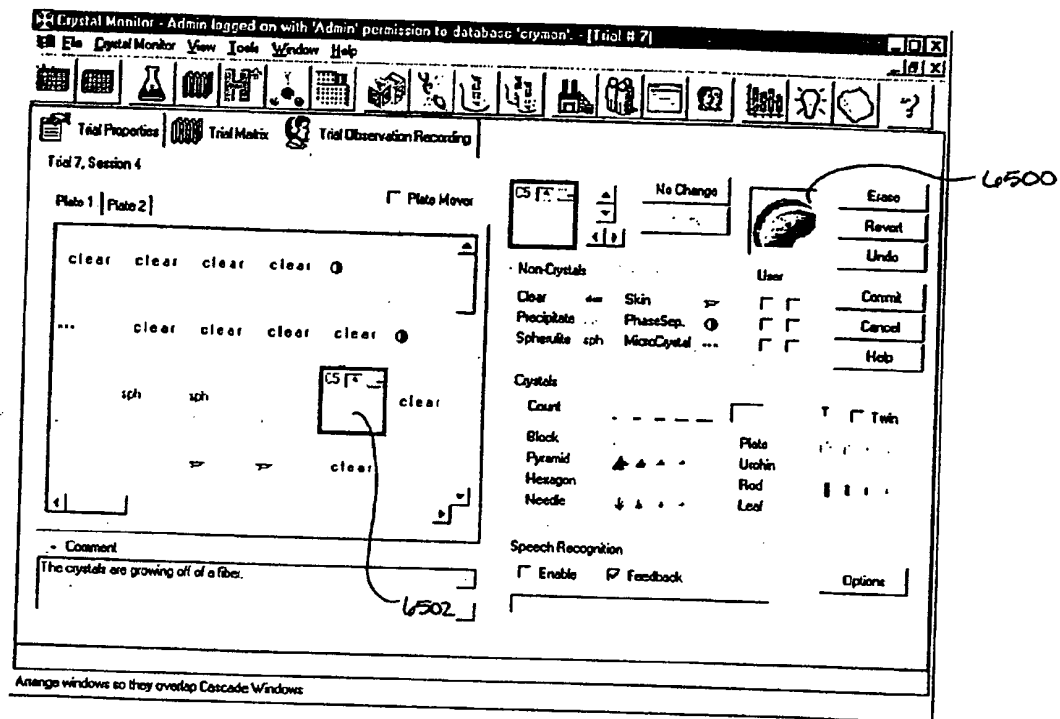 Crystal Monitor - Admin logged on with 'Admin' permission to database 'crymon'. - [Trial # 7]
File Crystal Monitor View Tools Window Help
Trial Properties Trial Matrix Trial Observation Recording
Trial 7, Session 4
Plate 1 Plate 2
Plate Mover
C5
No Change
6500
Erase
Revert
Undo
Commit
Cancel
Help
clear clear clear clear
clear clear clear clear
sph sph C5 clear
clear
6502
Non-Crystals
User
Clear Skin
Precipitate PhaseSep.
Spherulite sph MicroCrystal
Crystals
Count T Twin
Block Plate
Pyramid Urchin
Hexagon Rod
Needle Leaf
Comment
The crystals are growing off of a fiber.
Speech Recognition
Enable Feedback Options
Arrange windows so they overlap Cascade Windows